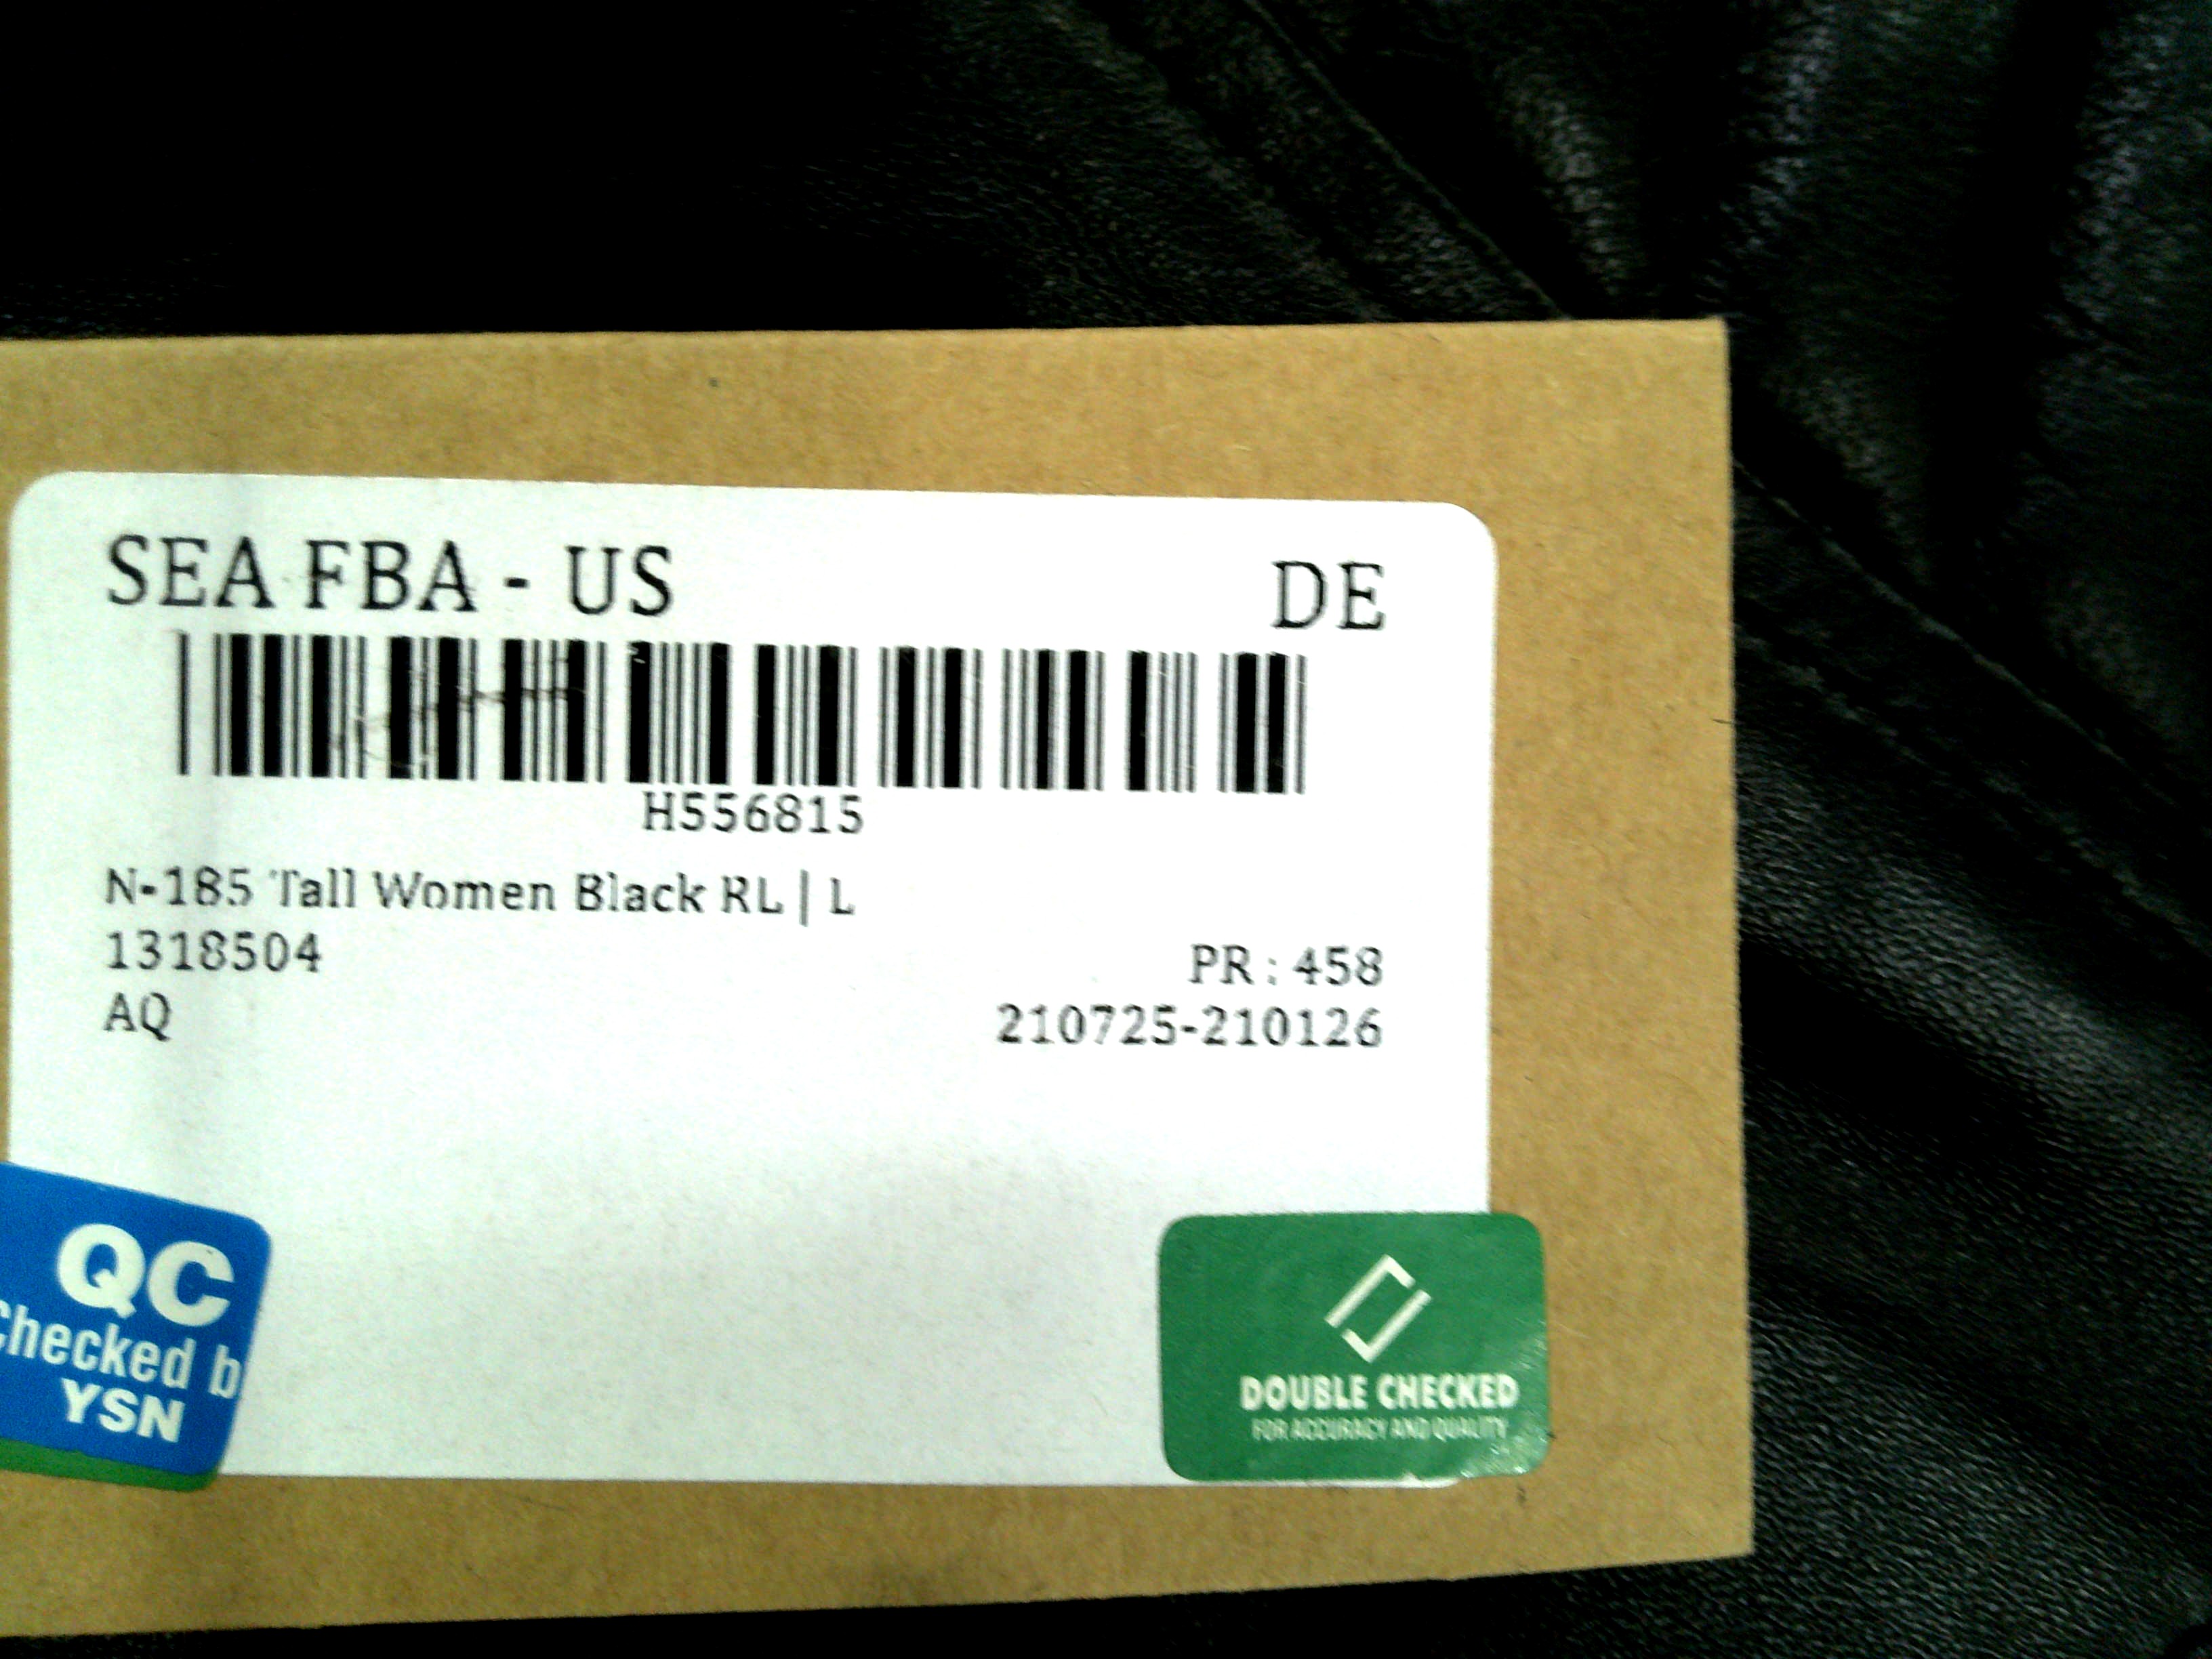 SEA FBA - US DE
H556815
N-185 Tall Women Black RL | L
1318504 PR : 458
AQ 210725-210126
QC
Checked b
YSN
DOUBLE CHECKED
FOR ACCURACY AND QUALITY